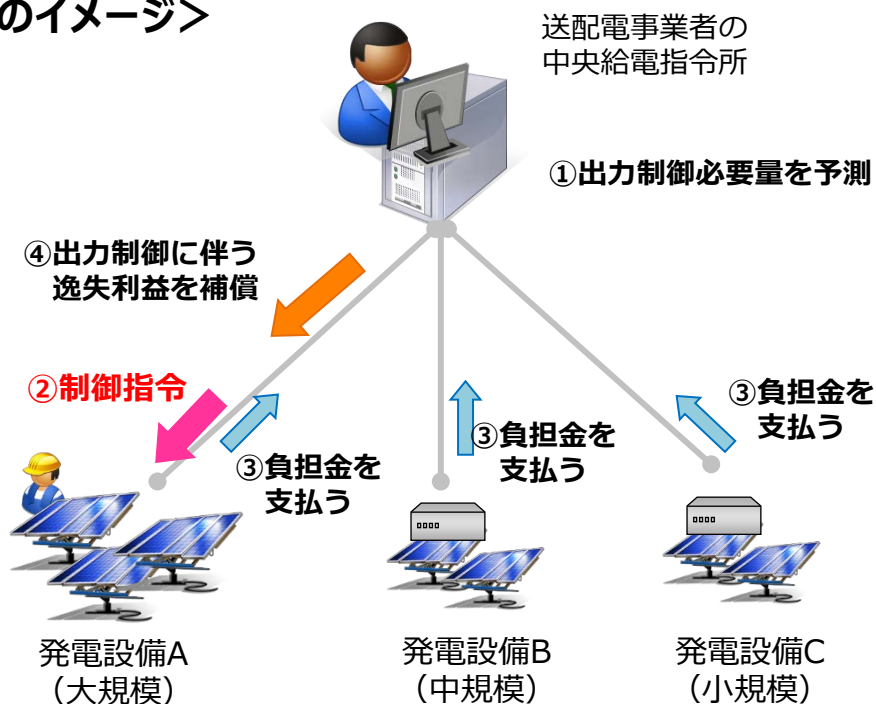 のイメージ＞
送配電事業者の
中央給電指令所
①出力制御必要量を予測
④出力制御に伴う
逸失利益を補償
②制御指令
③負担金を
支払う
③負担金を
支払う
③負担金を
支払う
発電設備A
（大規模）
発電設備B
（中規模）
発電設備C
（小規模）